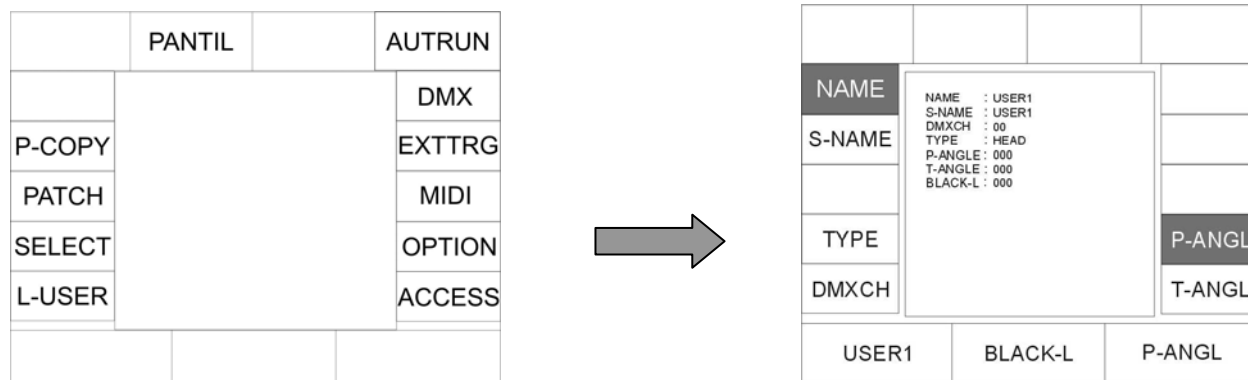 PANTIL
AUTRUN
DMX
P-COPY
EXTTRG
PATCH
MIDI
SELECT
OPTION
L-USER
ACCESS
NAME
NAME : USER1
S-NAME : USER1
DMXCH : 00
TYPE : HEAD
P-ANGLE : 000
T-ANGLE : 000
BLACK-L : 000
S-NAME
TYPE
P-ANGL
DMXCH
T-ANGL
USER1
BLACK-L
P-ANGL